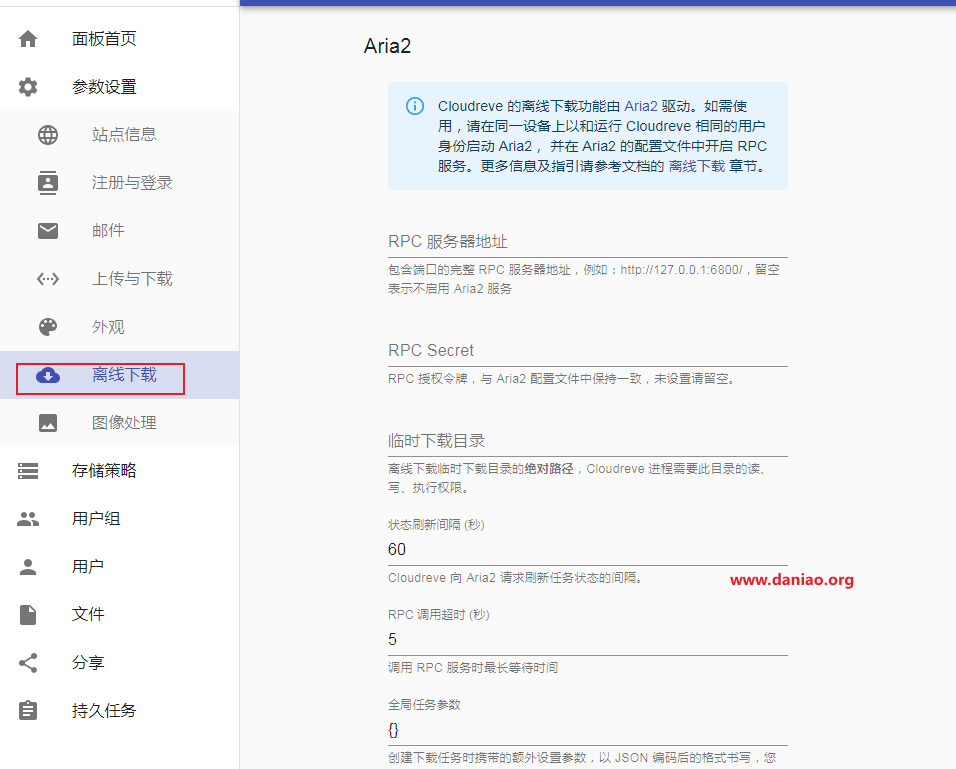 面板首页
参数设置
站点信息
注册与登录
邮件
上传与下载
外观
离线下载
图像处理
存储策略
用户组
用户
文件
分享
持久任务
Aria2
Cloudreve 的离线下载功能由 Aria2 驱动。如需使
用，请在同一设备上以和运行 Cloudreve 相同的用户
身份启动 Aria2， 并在 Aria2 的配置文件中开启 RPC
服务。更多信息及指引请参考文档的 离线下载 章节。
RPC 服务器地址
包含端口的完整 RPC 服务器地址，例如：http://127.0.0.1:6800/，留空
表示不启用 Aria2 服务
RPC Secret
RPC 授权令牌，与 Aria2 配置文件中保持一致，未设置请留空。
临时下载目录
离线下载临时下载目录的绝对路径，Cloudreve 进程需要此目录的读、
写、执行权限。
状态刷新间隔 (秒)
60
Cloudreve 向 Aria2 请求刷新任务状态的间隔。
www.daniao.org
RPC 调用超时 (秒)
5
调用 RPC 服务时最长等待时间
全局任务参数
{}
创建下载任务时携带的额外设置参数，以 JSON 编码后的格式书写，您